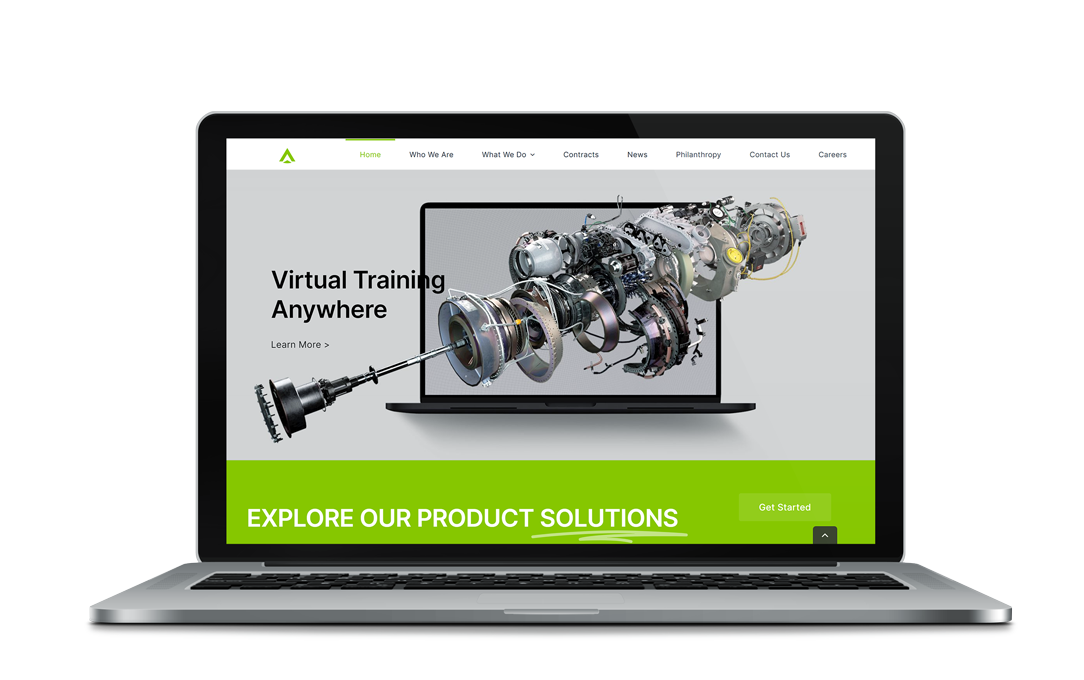 Home Who We Are What We Do Contracts News Philanthropy Contact Us Careers
Virtual Training
Anywhere
Learn More >
EXPLORE OUR PRODUCT SOLUTIONS
Get Started